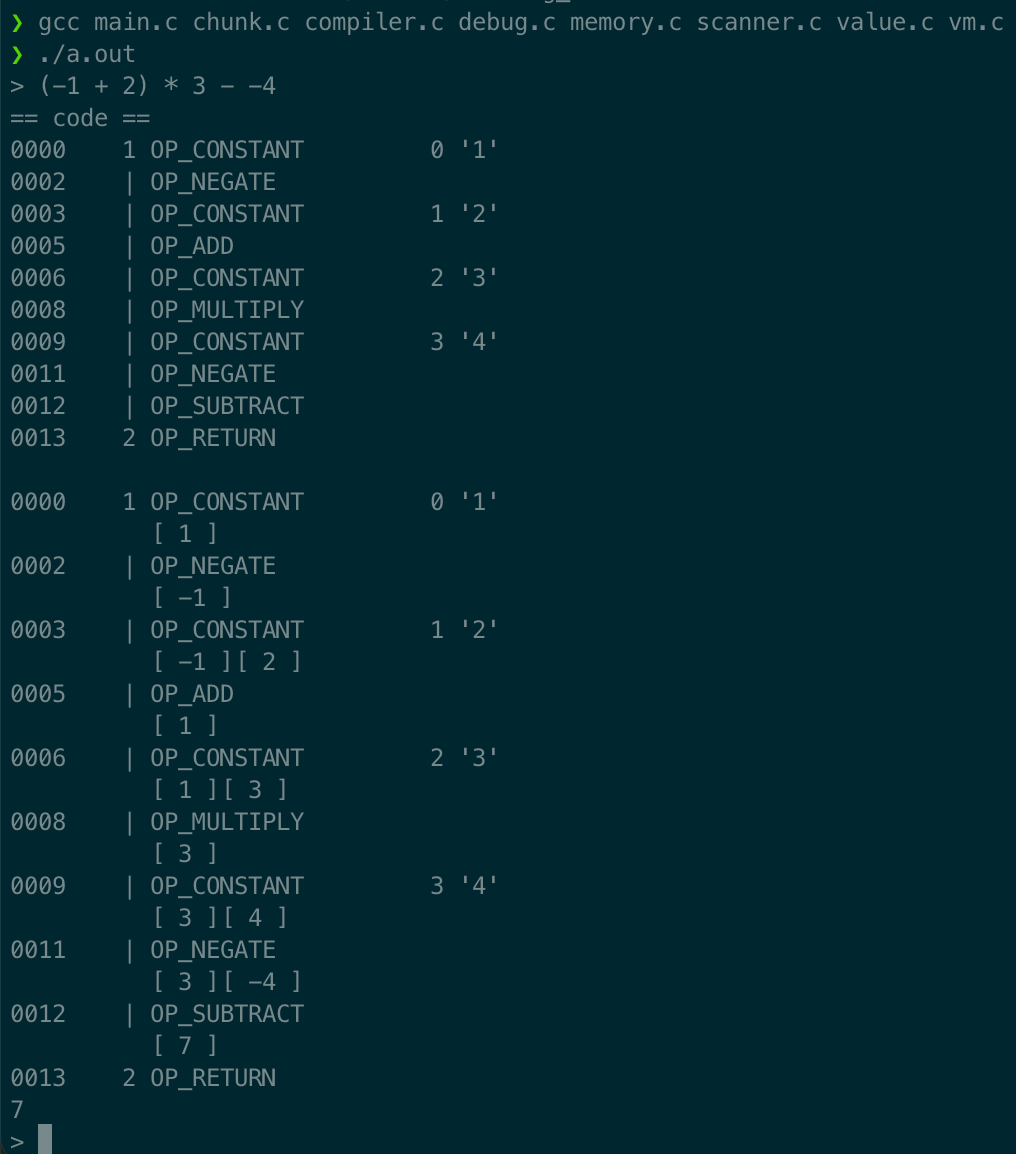 ❯ gcc main.c chunk.c compiler.c debug.c memory.c scanner.c value.c vm.c
❯ ./a.out
> (-1 + 2) * 3 - -4
== code ==
0000    1 OP_CONSTANT         0 '1'
0002    | OP_NEGATE
0003    | OP_CONSTANT         1 '2'
0005    | OP_ADD
0006    | OP_CONSTANT         2 '3'
0008    | OP_MULTIPLY
0009    | OP_CONSTANT         3 '4'
0011    | OP_NEGATE
0012    | OP_SUBTRACT
0013    2 OP_RETURN

0000    1 OP_CONSTANT         0 '1'
          [ 1 ]
0002    | OP_NEGATE
          [ -1 ]
0003    | OP_CONSTANT         1 '2'
          [ -1 ][ 2 ]
0005    | OP_ADD
          [ 1 ]
0006    | OP_CONSTANT         2 '3'
          [ 1 ][ 3 ]
0008    | OP_MULTIPLY
          [ 3 ]
0009    | OP_CONSTANT         3 '4'
          [ 3 ][ 4 ]
0011    | OP_NEGATE
          [ 3 ][ -4 ]
0012    | OP_SUBTRACT
          [ 7 ]
0013    2 OP_RETURN
7
>